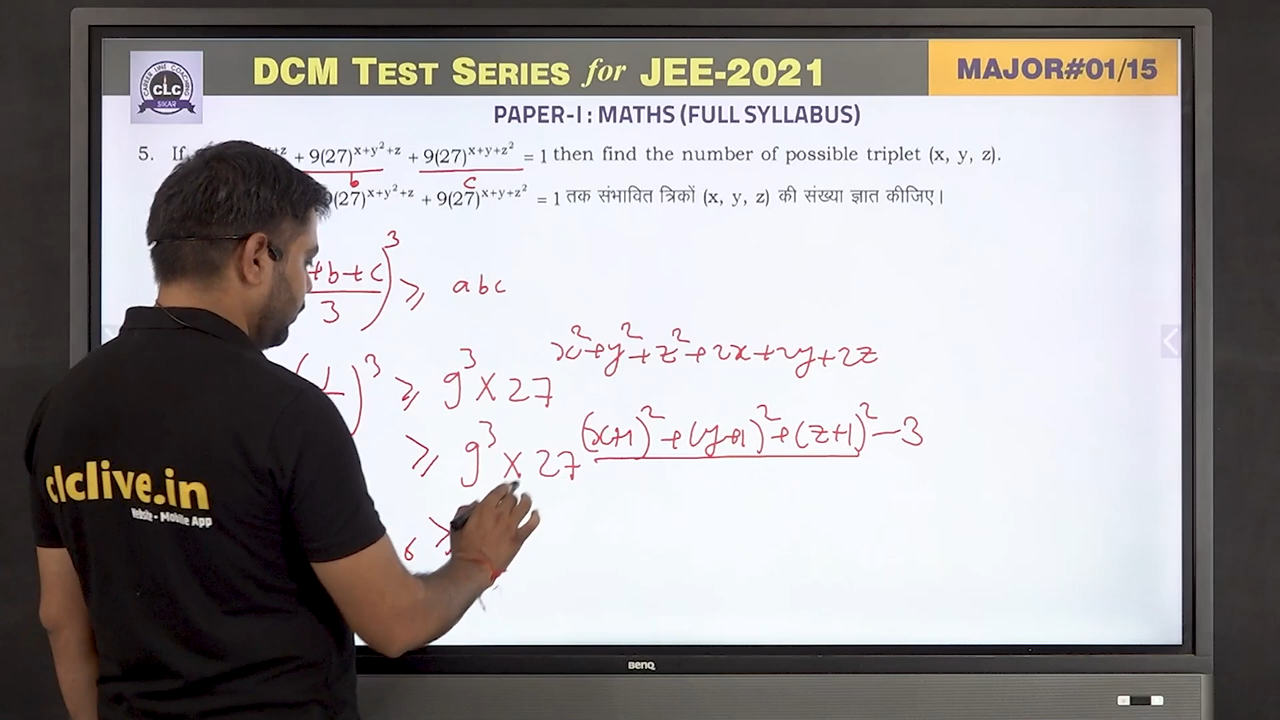 DCM TEST SERIES for JEE-2021
MAJOR#01/15
CAREER LINE COACHING
CLC
SIKAR
PAPER-I : MATHS (FULL SYLLABUS)
5. If +z + 9(27)^x+y²+z + 9(27)^x+y+z² = 1 then find the number of possible triplet (x, y, z).
b c
9(27)^x+y²+z + 9(27)^x+y+z² = 1 तक संभावित त्रिकों (x, y, z) की संख्या ज्ञात कीजिए।
+b+c/3)³ ≥ abc
)³ ≥ 9³ × 27^x²+y²+z²+2x+2y+2z
≥ 9³ × 27^(x+1)²+(y+1)²+(z+1)²-3
6
clclive.in
Website - Mobile App
BenQ